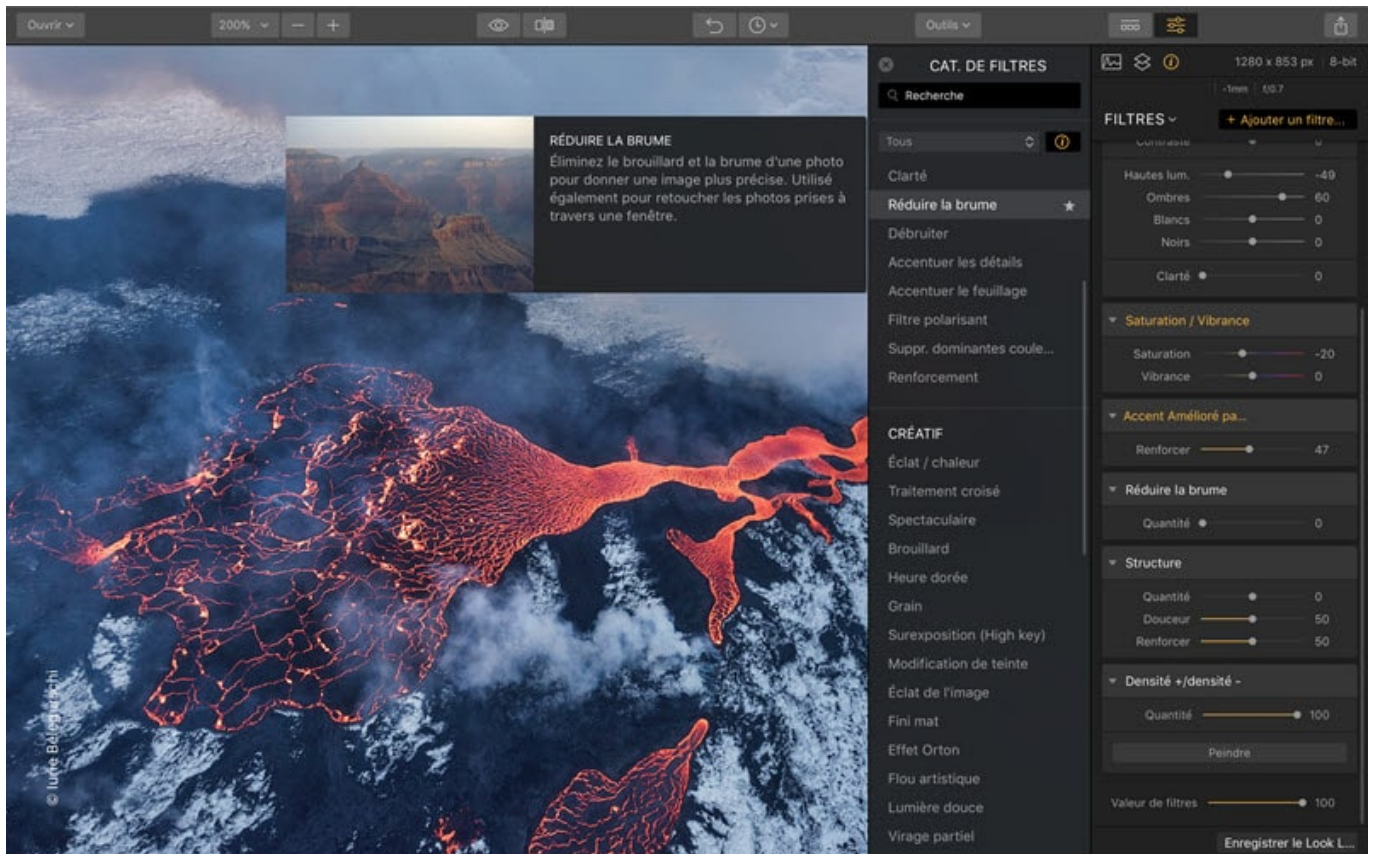 Ouvrir
200%
Outils
CAT. DE FILTRES
Recherche
Tous
Clarté
Réduire la brume
Débruiter
Accentuer les détails
Accentuer le feuillage
Filtre polarisant
Suppr. dominantes coule...
Renforcement
CRÉATIF
Éclat / chaleur
Traitement croisé
Spectaculaire
Brouillard
Heure dorée
Grain
Surexposition (High key)
Modification de teinte
Éclat de l'image
Fini mat
Effet Orton
Flou artistique
Lumière douce
Virage partiel
RÉDUIRE LA BRUME
Éliminez le brouillard et la brume d'une photo
pour donner une image plus précise. Utilisé
également pour retoucher les photos prises à
travers une fenêtre.
1280 x 853 px 8-bit
-1mm f/0.7
FILTRES
+ Ajouter un filtre...
Contraste 0
Hautes lum. -49
Ombres 60
Blancs 0
Noirs 0
Clarté 0
Saturation / Vibrance
Saturation -20
Vibrance 0
Accent Amélioré pa...
Renforcer 47
Réduire la brume
Quantité 0
Structure
Quantité 0
Douceur 50
Renforcer 50
Densité +/densité -
Quantité 100
Peindre
Valeur de filtres 100
Enregistrer le Look L...
©